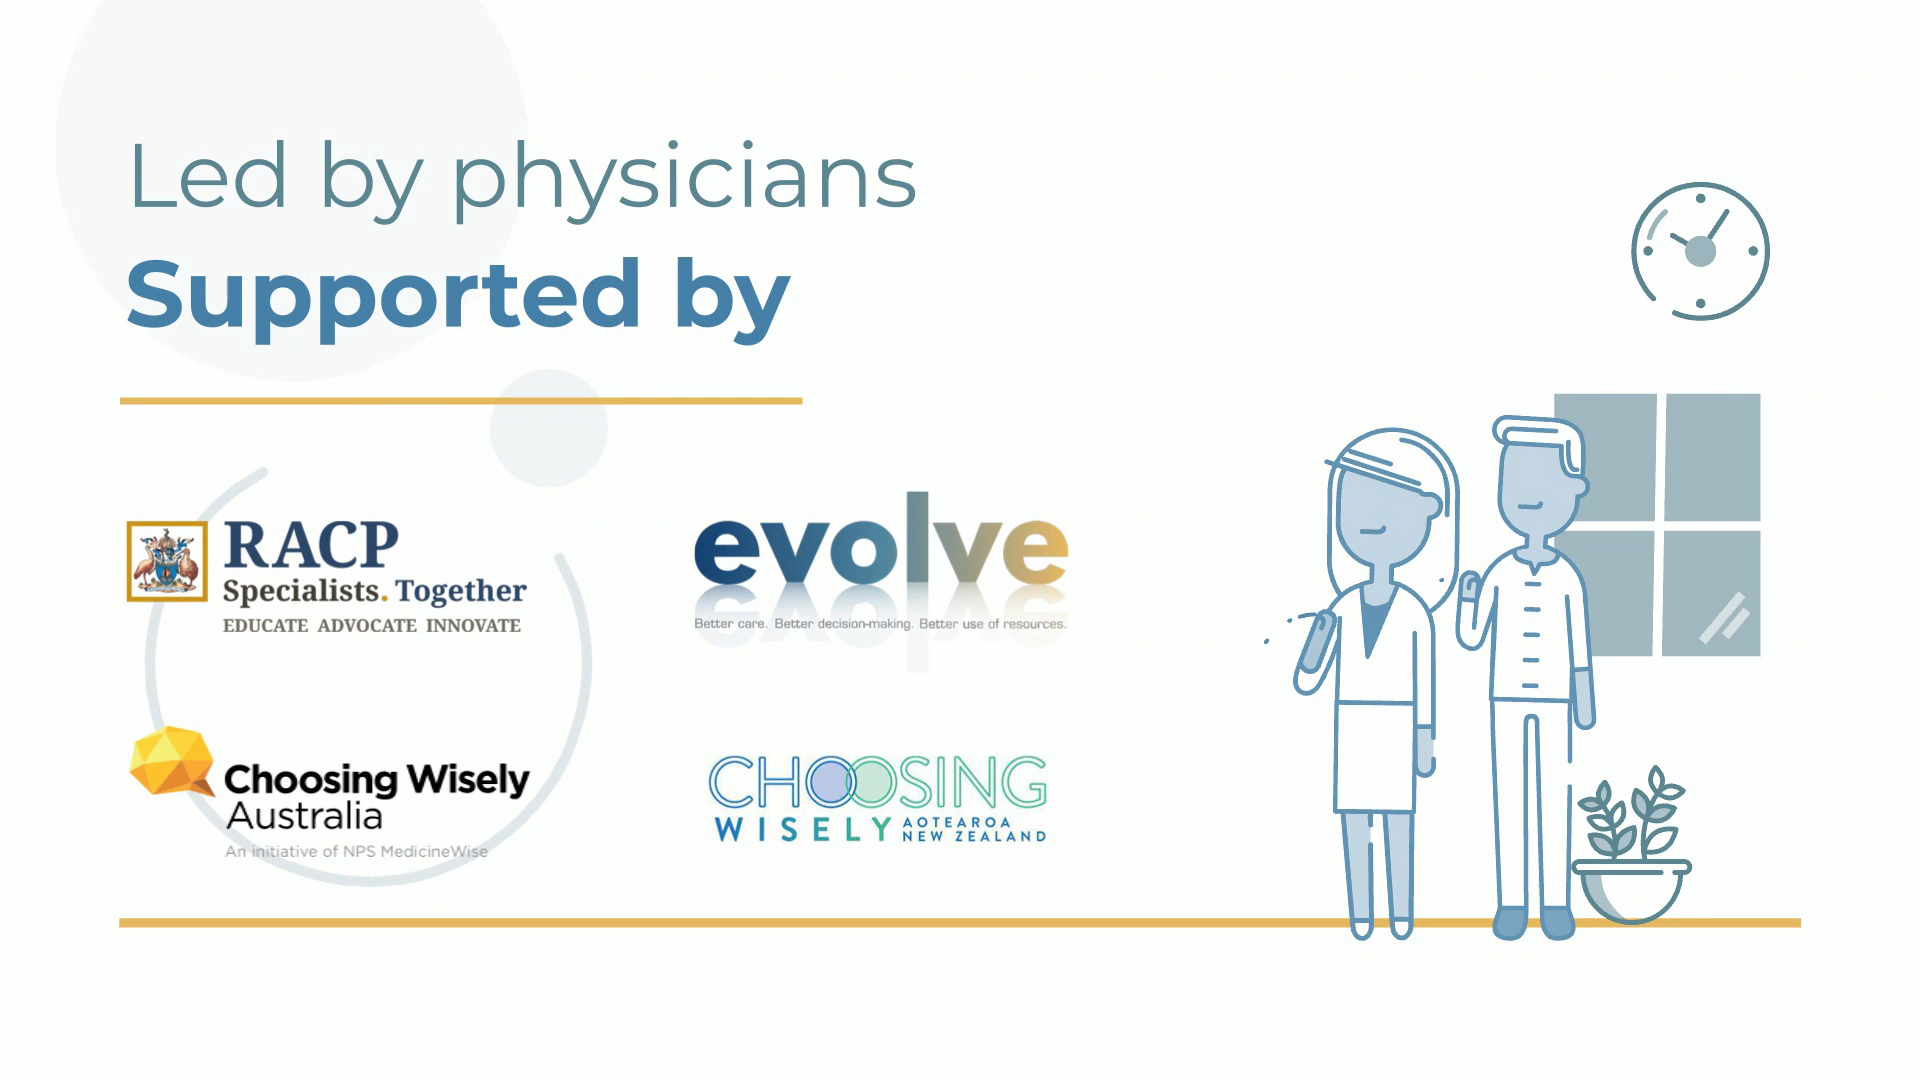 Led by physicians
Supported by
RACP
Specialists. Together
EDUCATE ADVOCATE INNOVATE
evolve
Better care. Better decision-making. Better use of resources.
Choosing Wisely
Australia
An initiative of NPS MedicineWise
CHOOSING
WISELY AOTEAROA
NEW ZEALAND